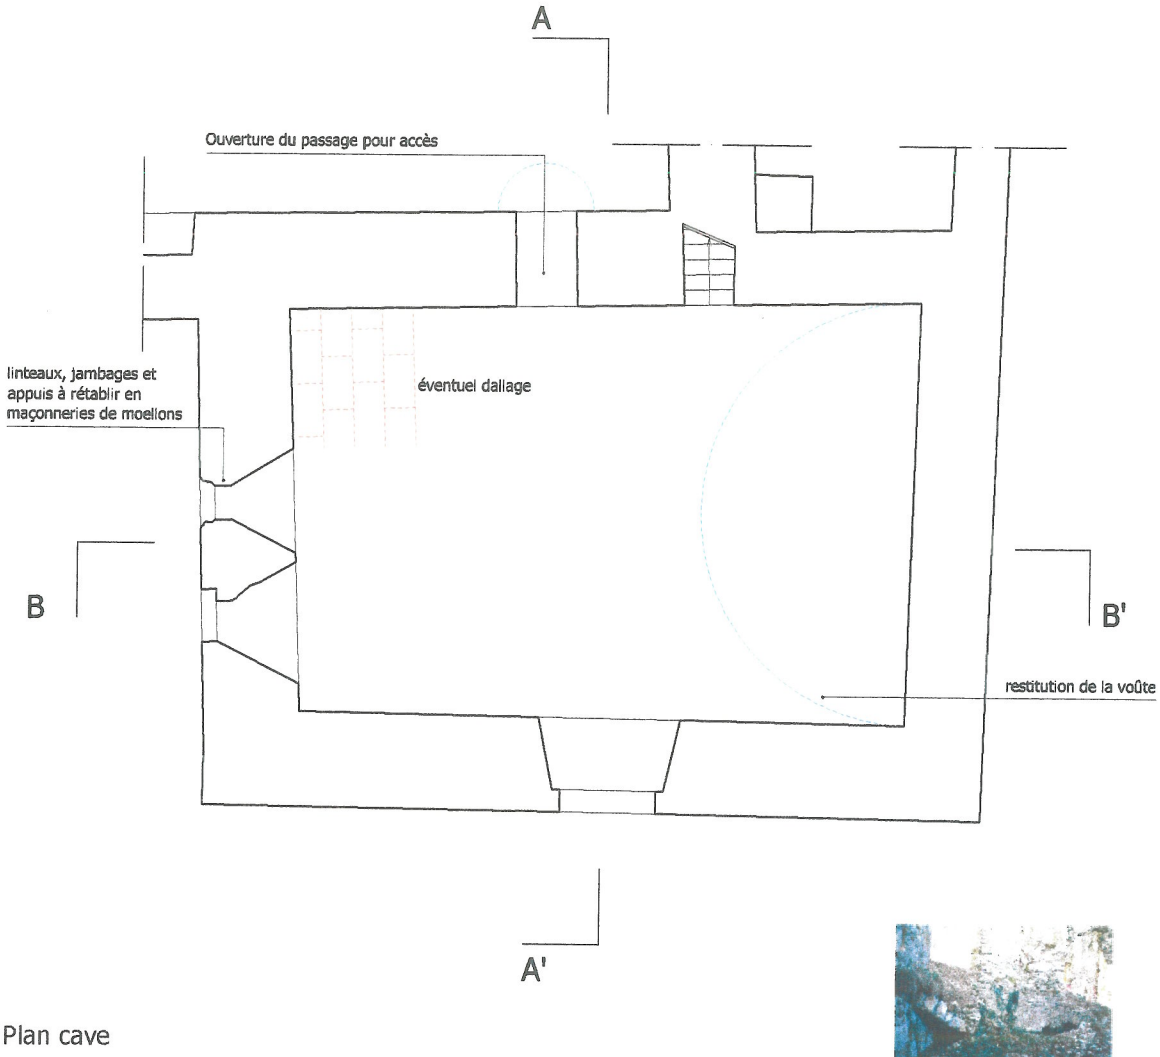 A
Ouverture du passage pour accès
linteaux, jambages et
appuis à rétablir en
maçonneries de moellons
éventuel dallage
B
B'
restitution de la voûte
A'
Plan cave